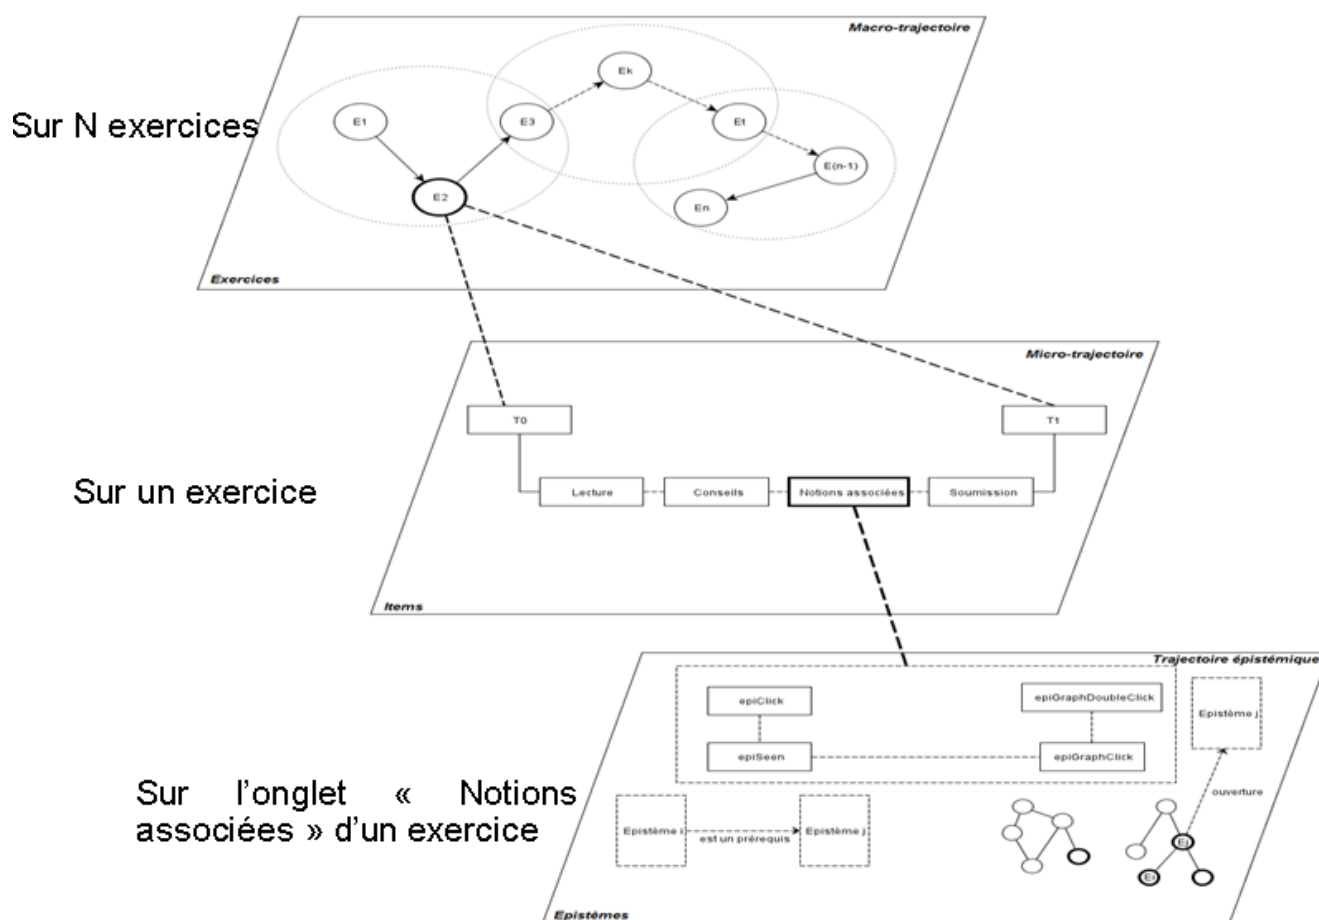 Macro-trajectoire
Ek
Sur N exercices
E1
E3
Et
E(n-1)
E2
En
Exercices
Micro-trajectoire
T0
T1
Sur un exercice
Lecture
Conseils
Notions associées
Soumission
Items
Trajectoire épistémique
epiClick
epiGraphDoubleClick
Epistème j
epiSeen
epiGraphClick
Sur l'onglet « Notions
associées » d'un exercice
ouverture
Epistème i
est un prérequis
Epistème j
Ej
Ei
Epistèmes